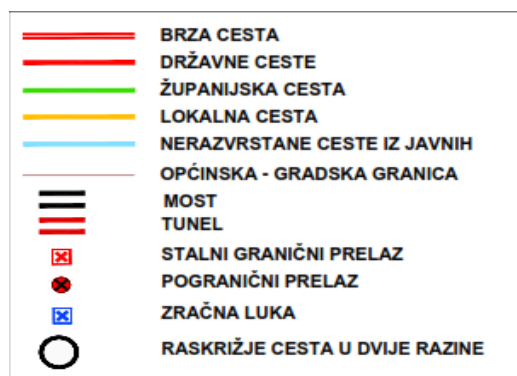 BRZA CESTA
DRŽAVNE CESTE
ŽUPANIJSKA CESTA
LOKALNA CESTA
NERAZVRSTANE CESTE IZ JAVNIH
OPĆINSKA - GRADSKA GRANICA
MOST
TUNEL
STALNI GRANIČNI PRELAZ
POGRANIČNI PRELAZ
ZRAČNA LUKA
RASKRIŽJE CESTA U DVIJE RAZINE